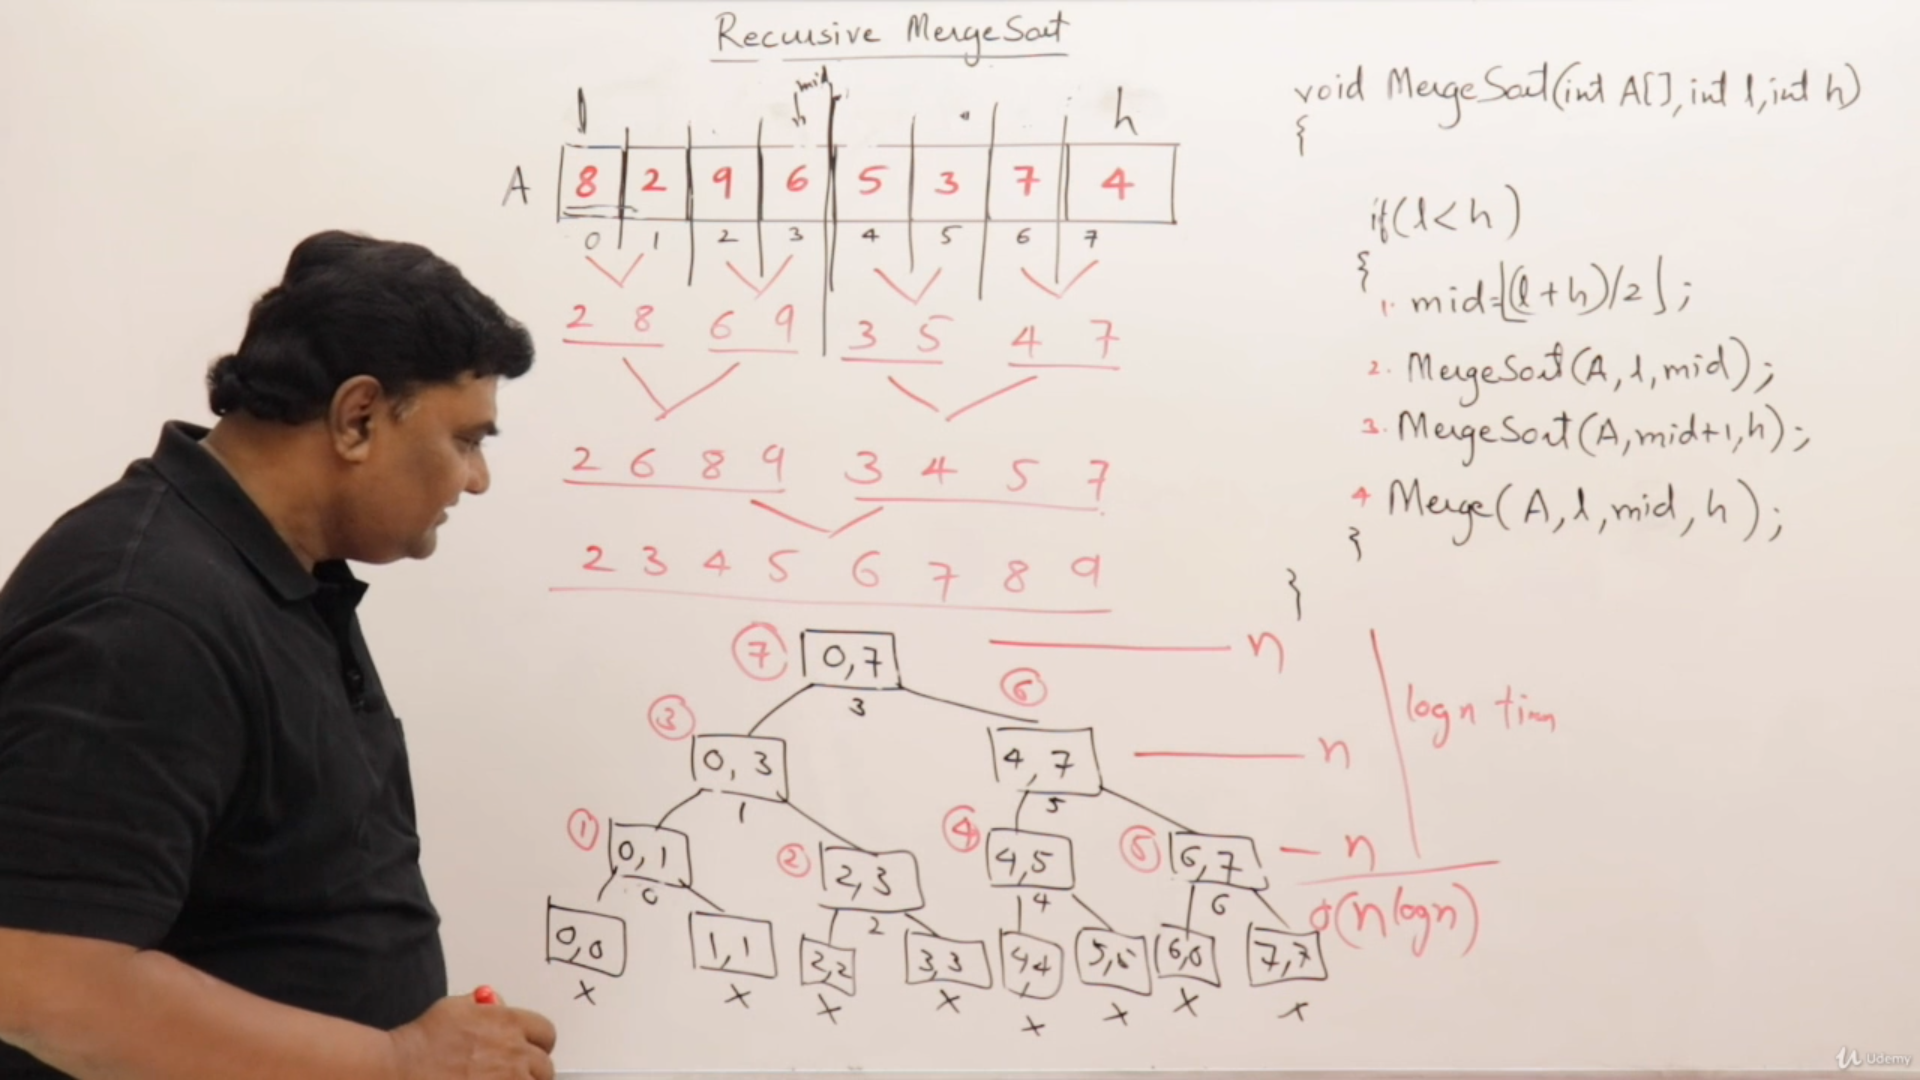 Recursive MergeSort
mid
l h h
A 8 2 9 6 5 3 7 4
0 1 2 3 4 5 6 7
2 8 6 9 3 5 4 7
2 6 8 9 3 4 5 7
2 3 4 5 6 7 8 9
void MergeSort(int A[], int l, int h)
{
if(l<h)
{
1. mid=⌊(l+h)/2⌋;
2. MergeSort(A, l, mid);
3. MergeSort(A, mid+1, h);
4 Merge(A, l, mid, h);
}
}
7 0,7 n
3 6
3 log n
0, 3 4, 7 n
1 5
1 0, 1 2 2, 3 4 4,5 5 6,7 n
0 2 4 6
O(n log n)
0,0 1,1 2,2 3,3 4,4 6,6 7,7
x x x x x x x x
Udemy